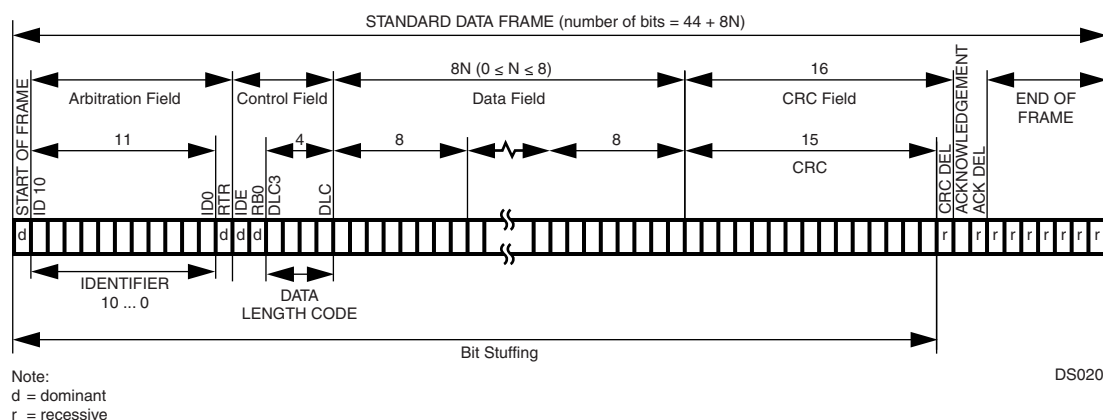 STANDARD DATA FRAME (number of bits = 44 + 8N)
8N (0 ≤ N ≤ 8)
16
Arbitration Field
Control Field
Data Field
CRC Field
END OF
FRAME
11
4
8
8
15
CRC
START OF FRAME
ID 10
ID0
RTR
IDE
RB0
DLC3
DLC
CRC DEL
ACKNOWLEDGEMENT
ACK DEL
d d d d r r r r r r r r r
IDENTIFIER
10 ... 0
DATA
LENGTH CODE
Bit Stuffing
Note:
d = dominant
r = recessive
DS020